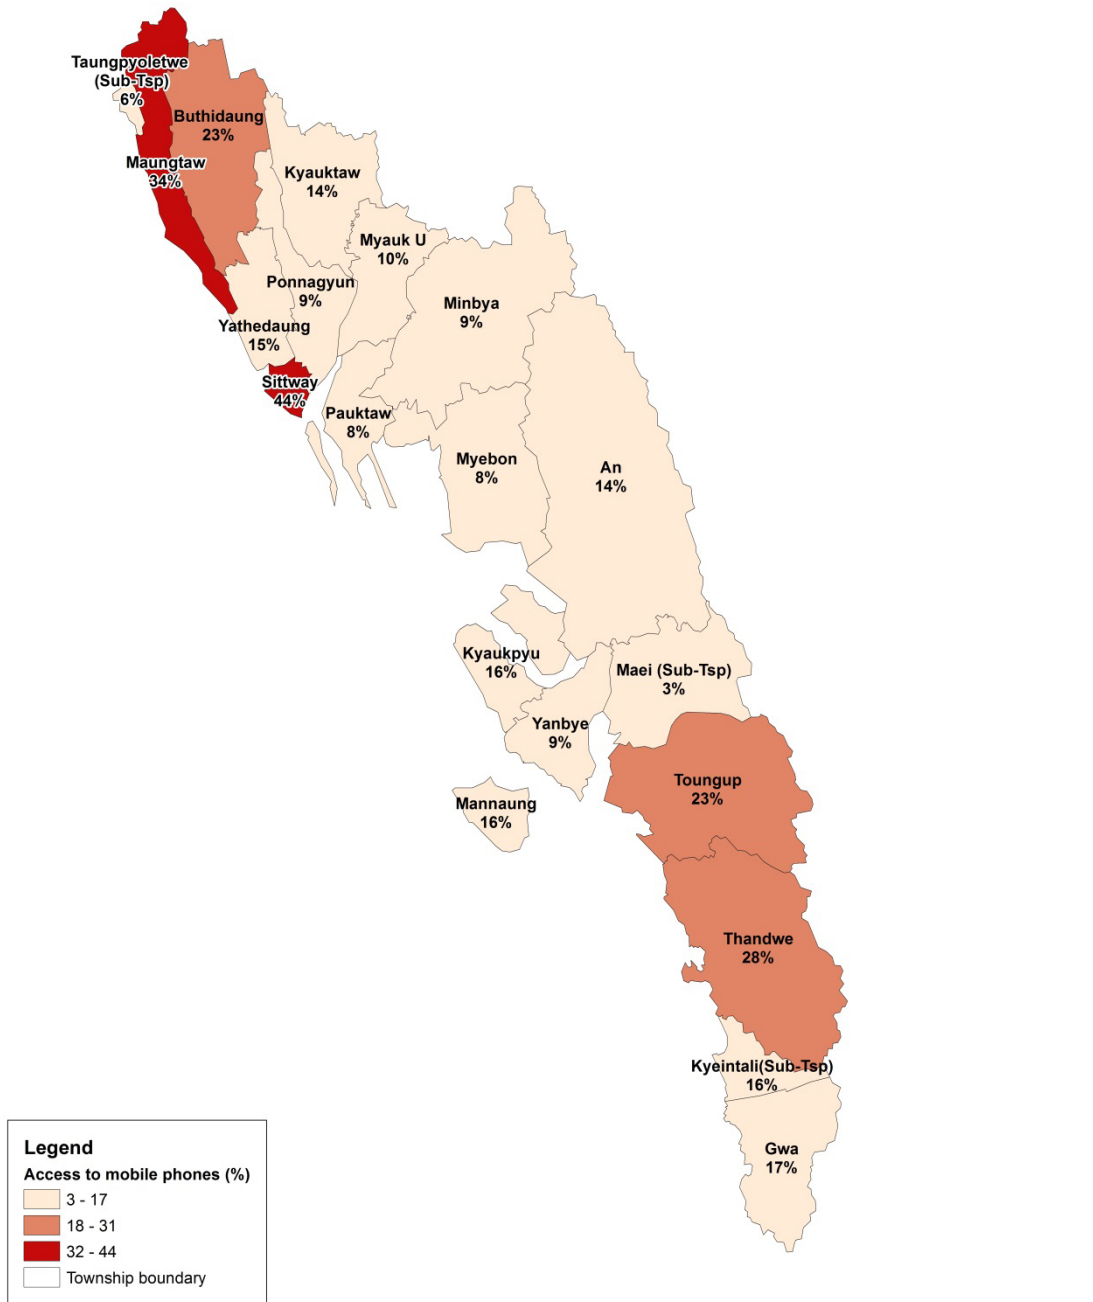 Taungpyoletwe
(Sub-Tsp)
6%
Buthidaung
23%
Maungtaw
34%
Kyauktaw
14%
Myauk U
10%
Ponnagyun
9%
Minbya
9%
Yathedaung
15%
Sittway
44%
Pauktaw
8%
Myebon
8%
An
14%
Kyaukpyu
16%
Maei (Sub-Tsp)
3%
Yanbye
9%
Toungup
23%
Mannaung
16%
Thandwe
28%
Kyeintali(Sub-Tsp)
16%
Gwa
17%
Legend
Access to mobile phones (%)
3 - 17
18 - 31
32 - 44
Township boundary